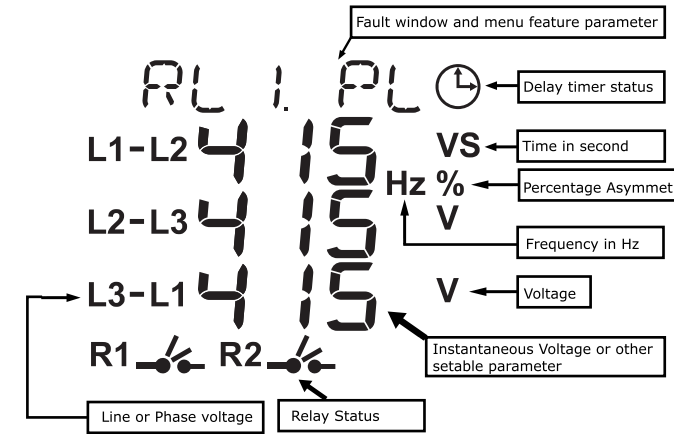 Fault window and menu feature parameter
RL 1. PL
Delay timer status
L1-L2 415 VS
Time in second
Hz %
Percentage Asymmet
L2-L3 415 V
Frequency in Hz
L3-L1 415 V
Voltage
R1 R2
Instantaneous Voltage or other
setable parameter
Line or Phase voltage
Relay Status